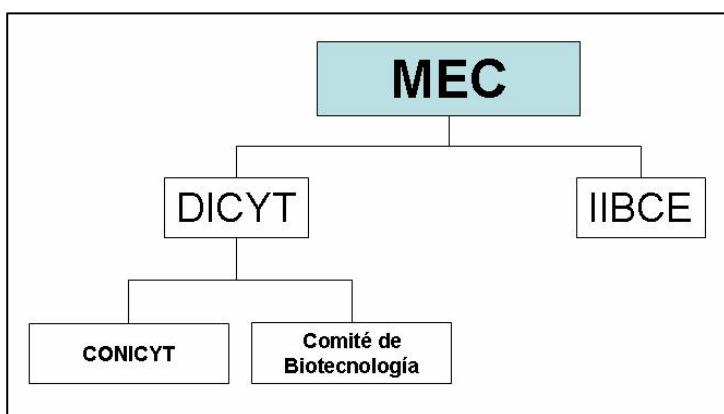 MEC
DICYT
IIBCE
CONICYT
Comité de
Biotecnología